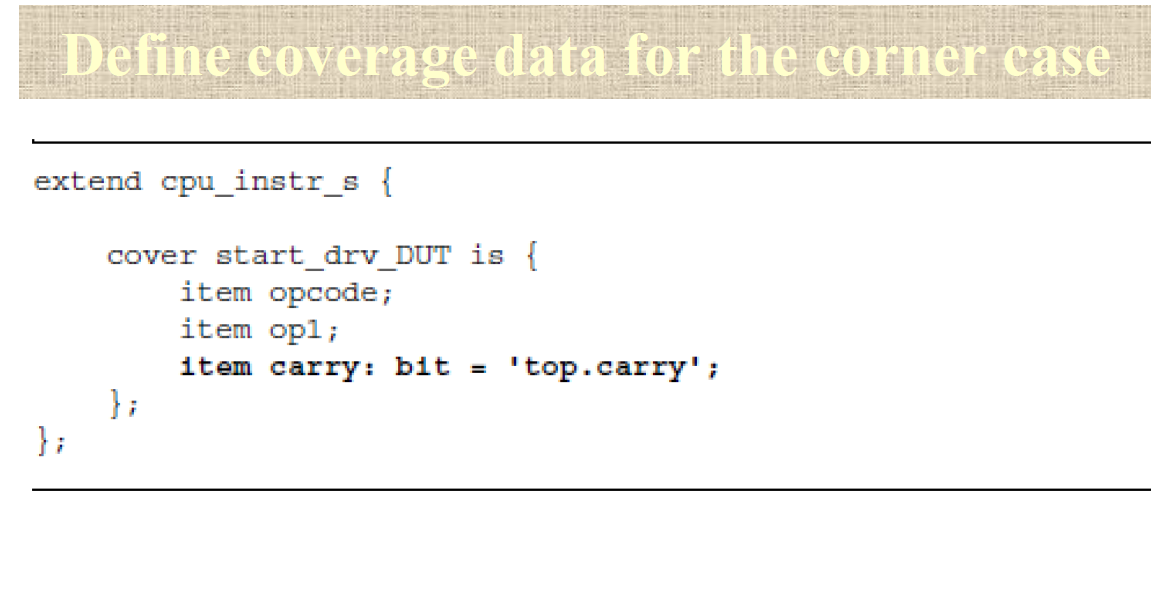 Define coverage data for the corner case
extend cpu_instr_s {
cover start_drv_DUT is {
item opcode;
item op1;
item carry: bit = 'top.carry';
};
};